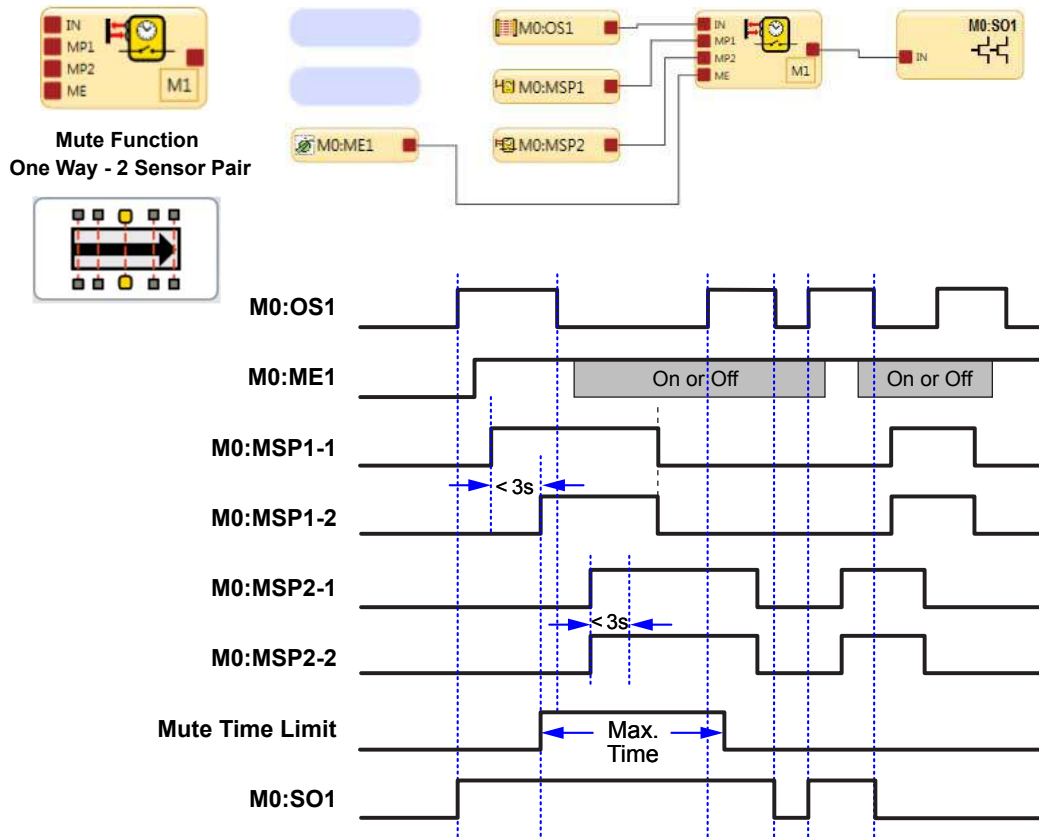 IN
MP1
MP2
ME
M1
Mute Function
One Way - 2 Sensor Pair
M0:ME1
M0:OS1
M0:MSP1
M0:MSP2
IN
MP1
MP2
ME
M1
M0:SO1
IN
M0:OS1
M0:ME1
On or Off
On or Off
M0:MSP1-1
< 3s
M0:MSP1-2
M0:MSP2-1
< 3s
M0:MSP2-2
Mute Time Limit
Max.
Time
M0:SO1